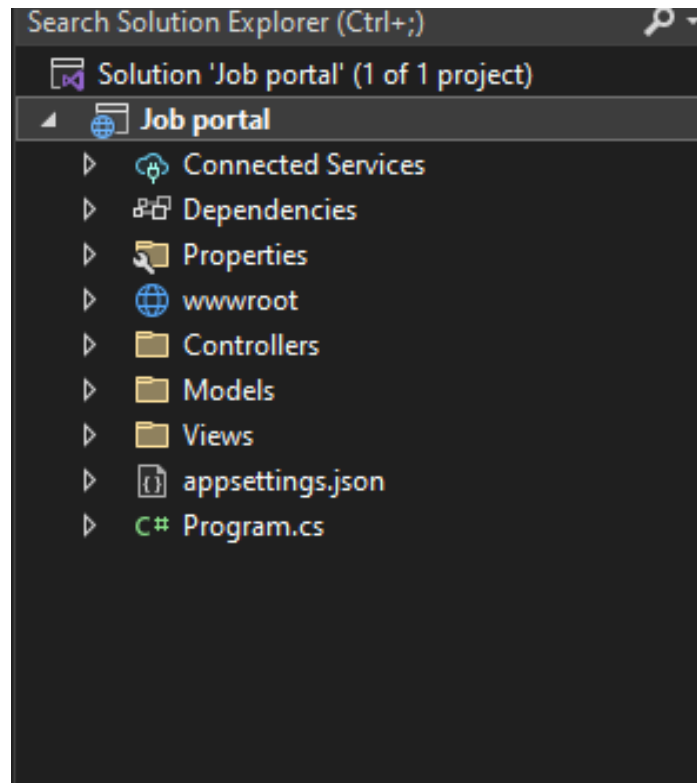 Search Solution Explorer (Ctrl+;)
Solution 'Job portal' (1 of 1 project)
Job portal
Connected Services
Dependencies
Properties
wwwroot
Controllers
Models
Views
appsettings.json
C# Program.cs